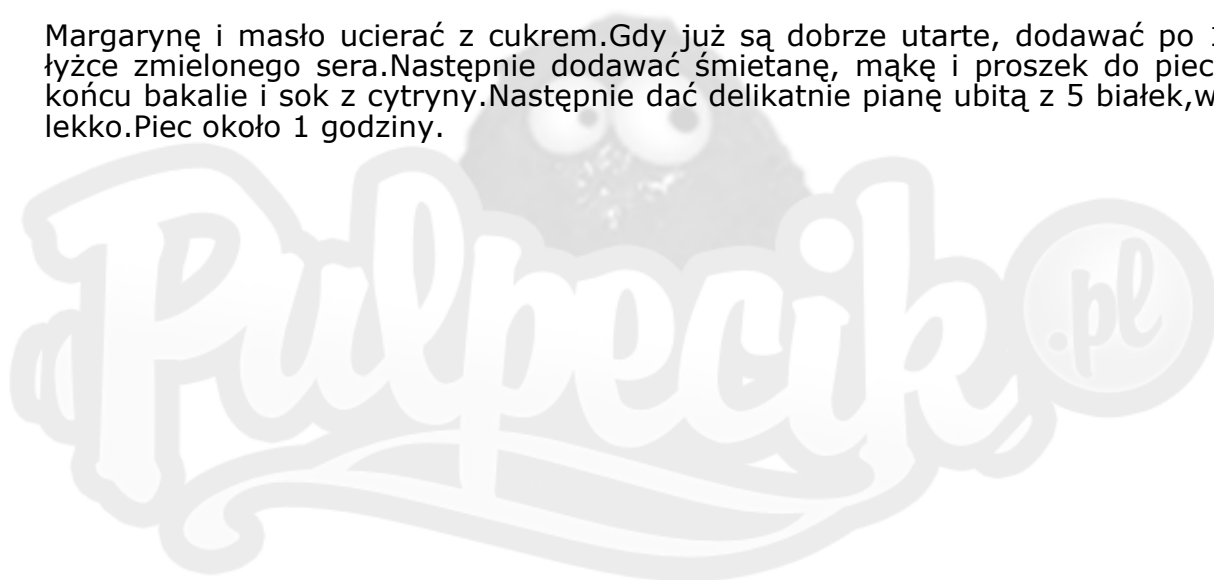 Margarynę i masło ucierać z cukrem.Gdy już są dobrze utarte, dodawać po
łyżce zmielonego sera.Następnie dodawać śmietanę, mąkę i proszek do piec
końcu bakalie i sok z cytryny.Następnie dać delikatnie pianę ubitą z 5 białek,w
lekko.Piec około 1 godziny.
Pulpecik.pl